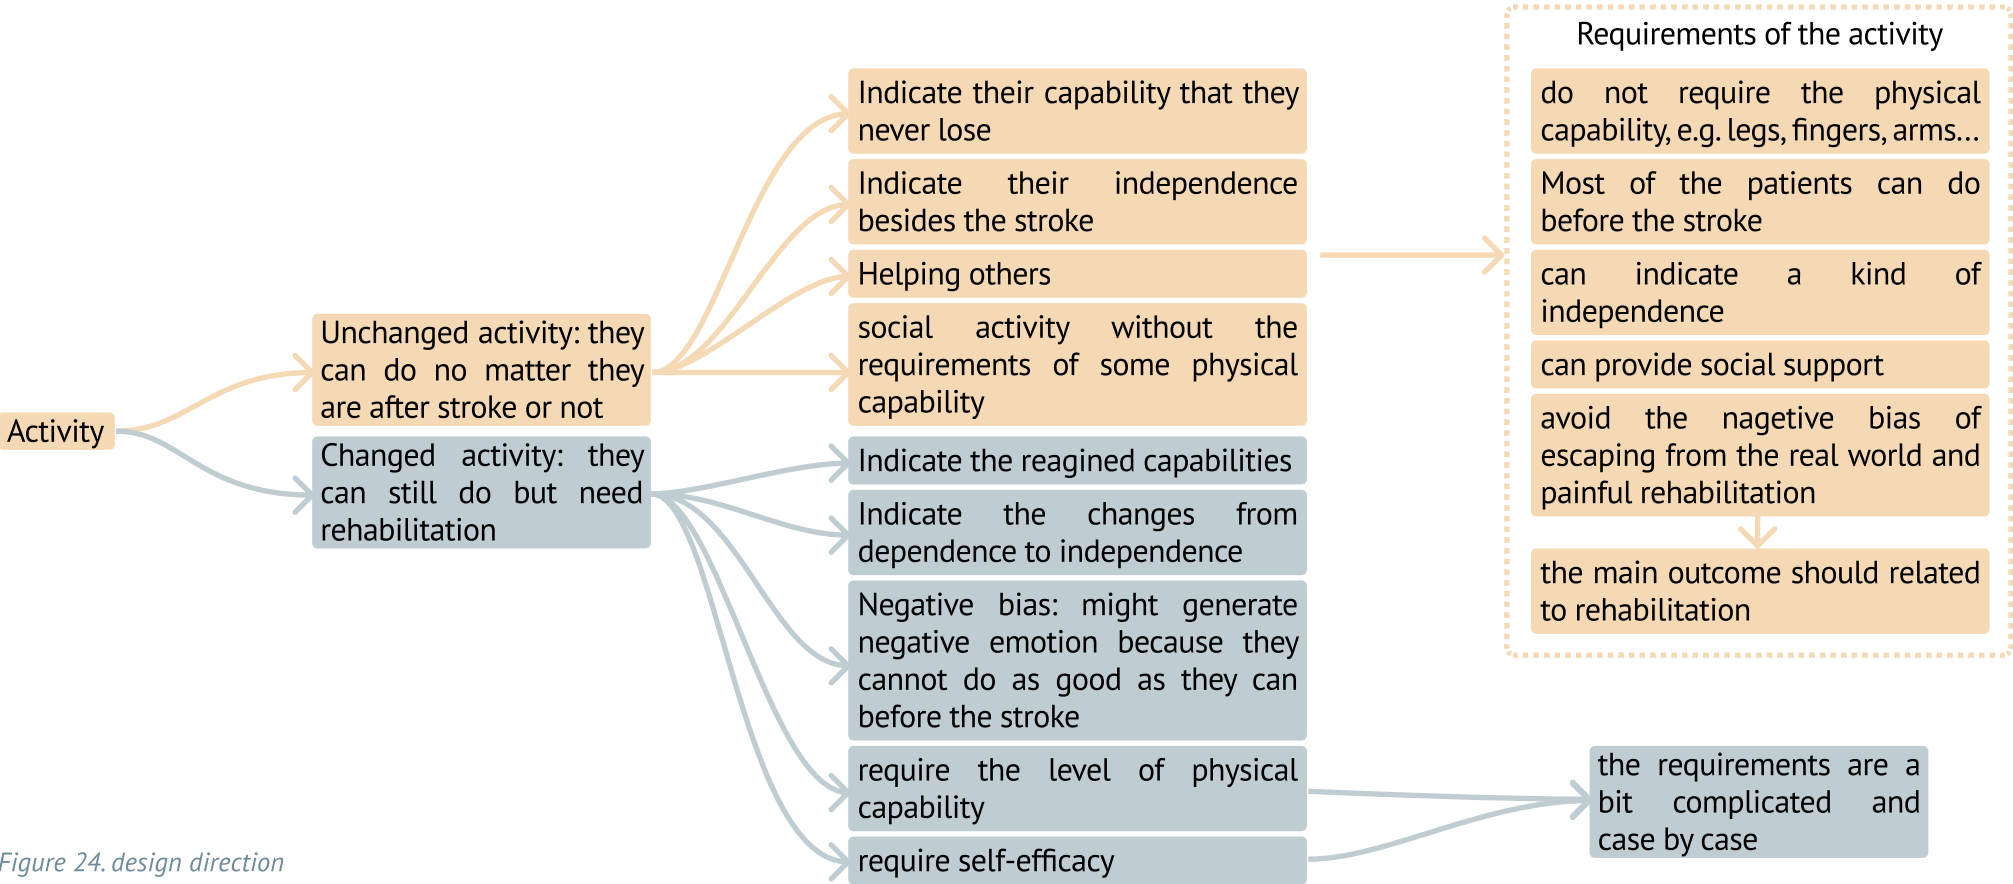 Activity
Unchanged activity: they
can do no matter they
are after stroke or not
Changed activity: they
can still do but need
rehabilitation
Indicate their capability that they
never lose
Indicate their independence
besides the stroke
Helping others
social activity without the
requirements of some physical
capability
Indicate the reagined capabilities
Indicate the changes from
dependence to independence
Negative bias: might generate
negative emotion because they
cannot do as good as they can
before the stroke
require the level of physical
capability
require self-efficacy
Requirements of the activity
do not require the physical
capability, e.g. legs, fingers, arms...
Most of the patients can do
before the stroke
can indicate a kind of
independence
can provide social support
avoid the nagetive bias of
escaping from the real world and
painful rehabilitation
the main outcome should related
to rehabilitation
the requirements are a
bit complicated and
case by case
Figure 24. design direction